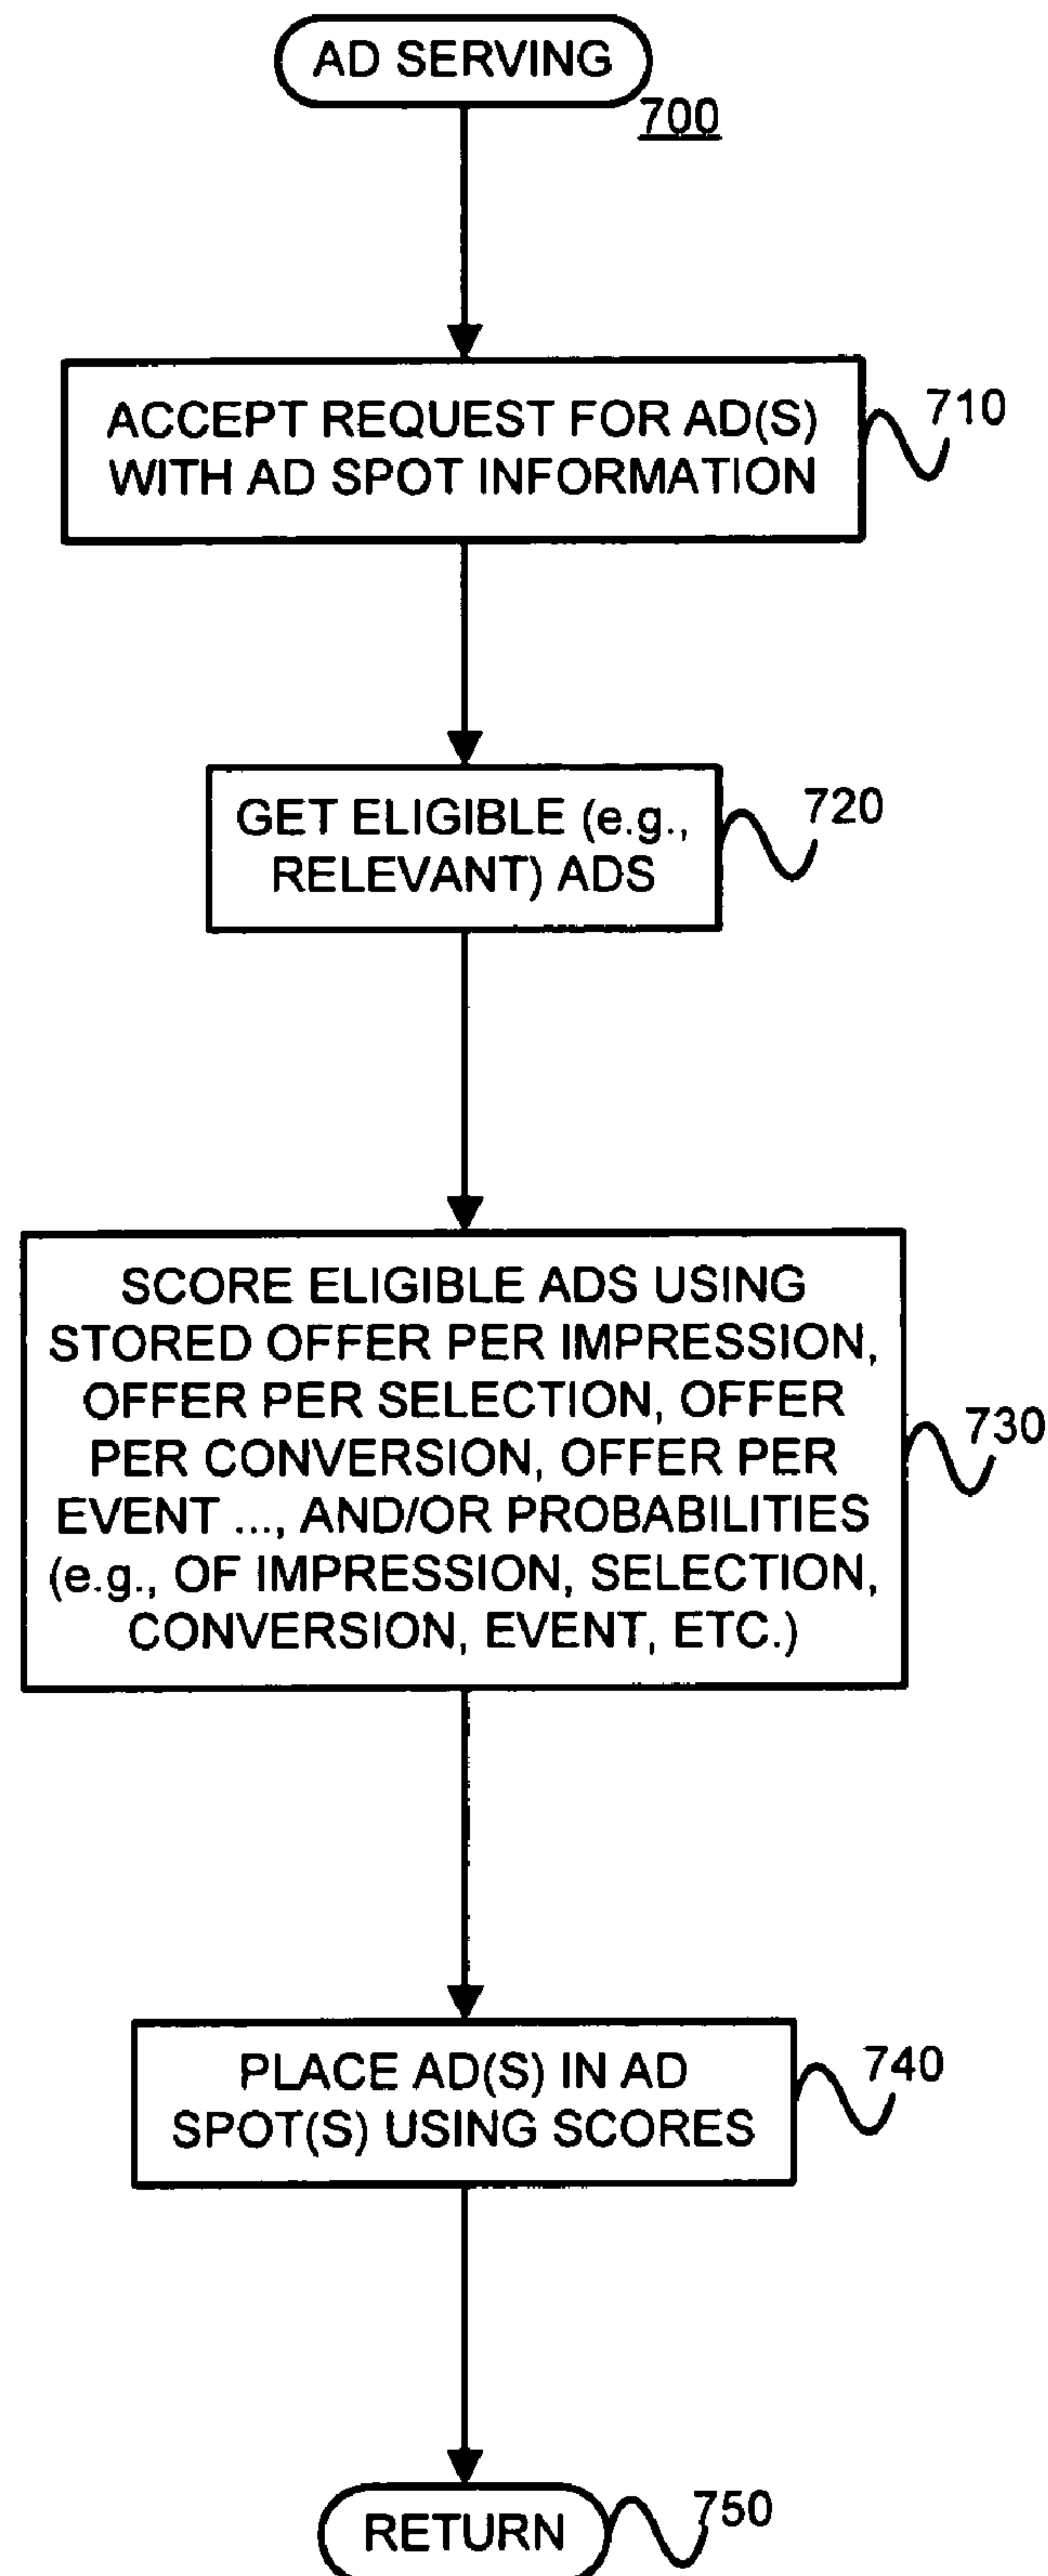 AD SERVING
700
ACCEPT REQUEST FOR AD(S)
WITH AD SPOT INFORMATION
710
GET ELIGIBLE (e.g.,
RELEVANT) ADS
720
SCORE ELIGIBLE ADS USING
STORED OFFER PER IMPRESSION,
OFFER PER SELECTION, OFFER
PER CONVERSION, OFFER PER
EVENT ..., AND/OR PROBABILITIES
(e.g., OF IMPRESSION, SELECTION,
CONVERSION, EVENT, ETC.)
730
PLACE AD(S) IN AD
SPOT(S) USING SCORES
740
RETURN
750